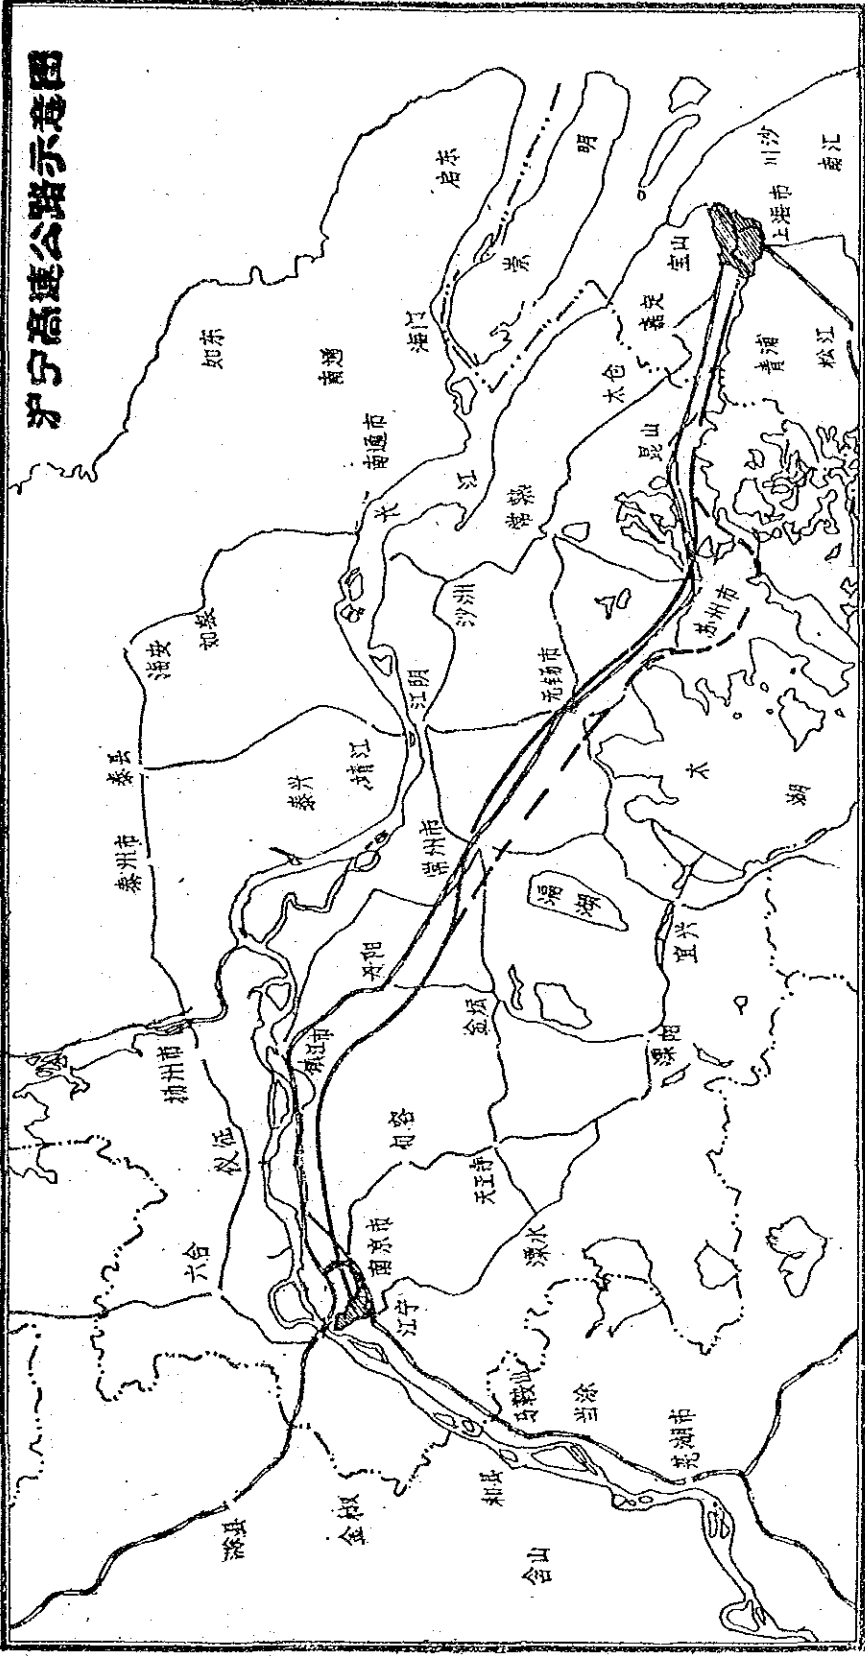 沪宁高速公路示意图
如东
启东
南通
海门
崇
明
南通市
长
江
海安
如皋
泰县
泰州市
泰兴
靖江
江阴
沙洲
常熟
太仓
嘉定
宝山
上海市
川沙
南汇
昆山
青浦
松江
苏州市
无锡市
太
湖
常州市
滆
湖
宜兴
丹阳
金坛
溧阳
扬州市
镇江市
仪征
句容
天王寺
六合
南京市
溧水
江宁
马鞍山
当涂
芜湖市
和县
滁县
全椒
含山